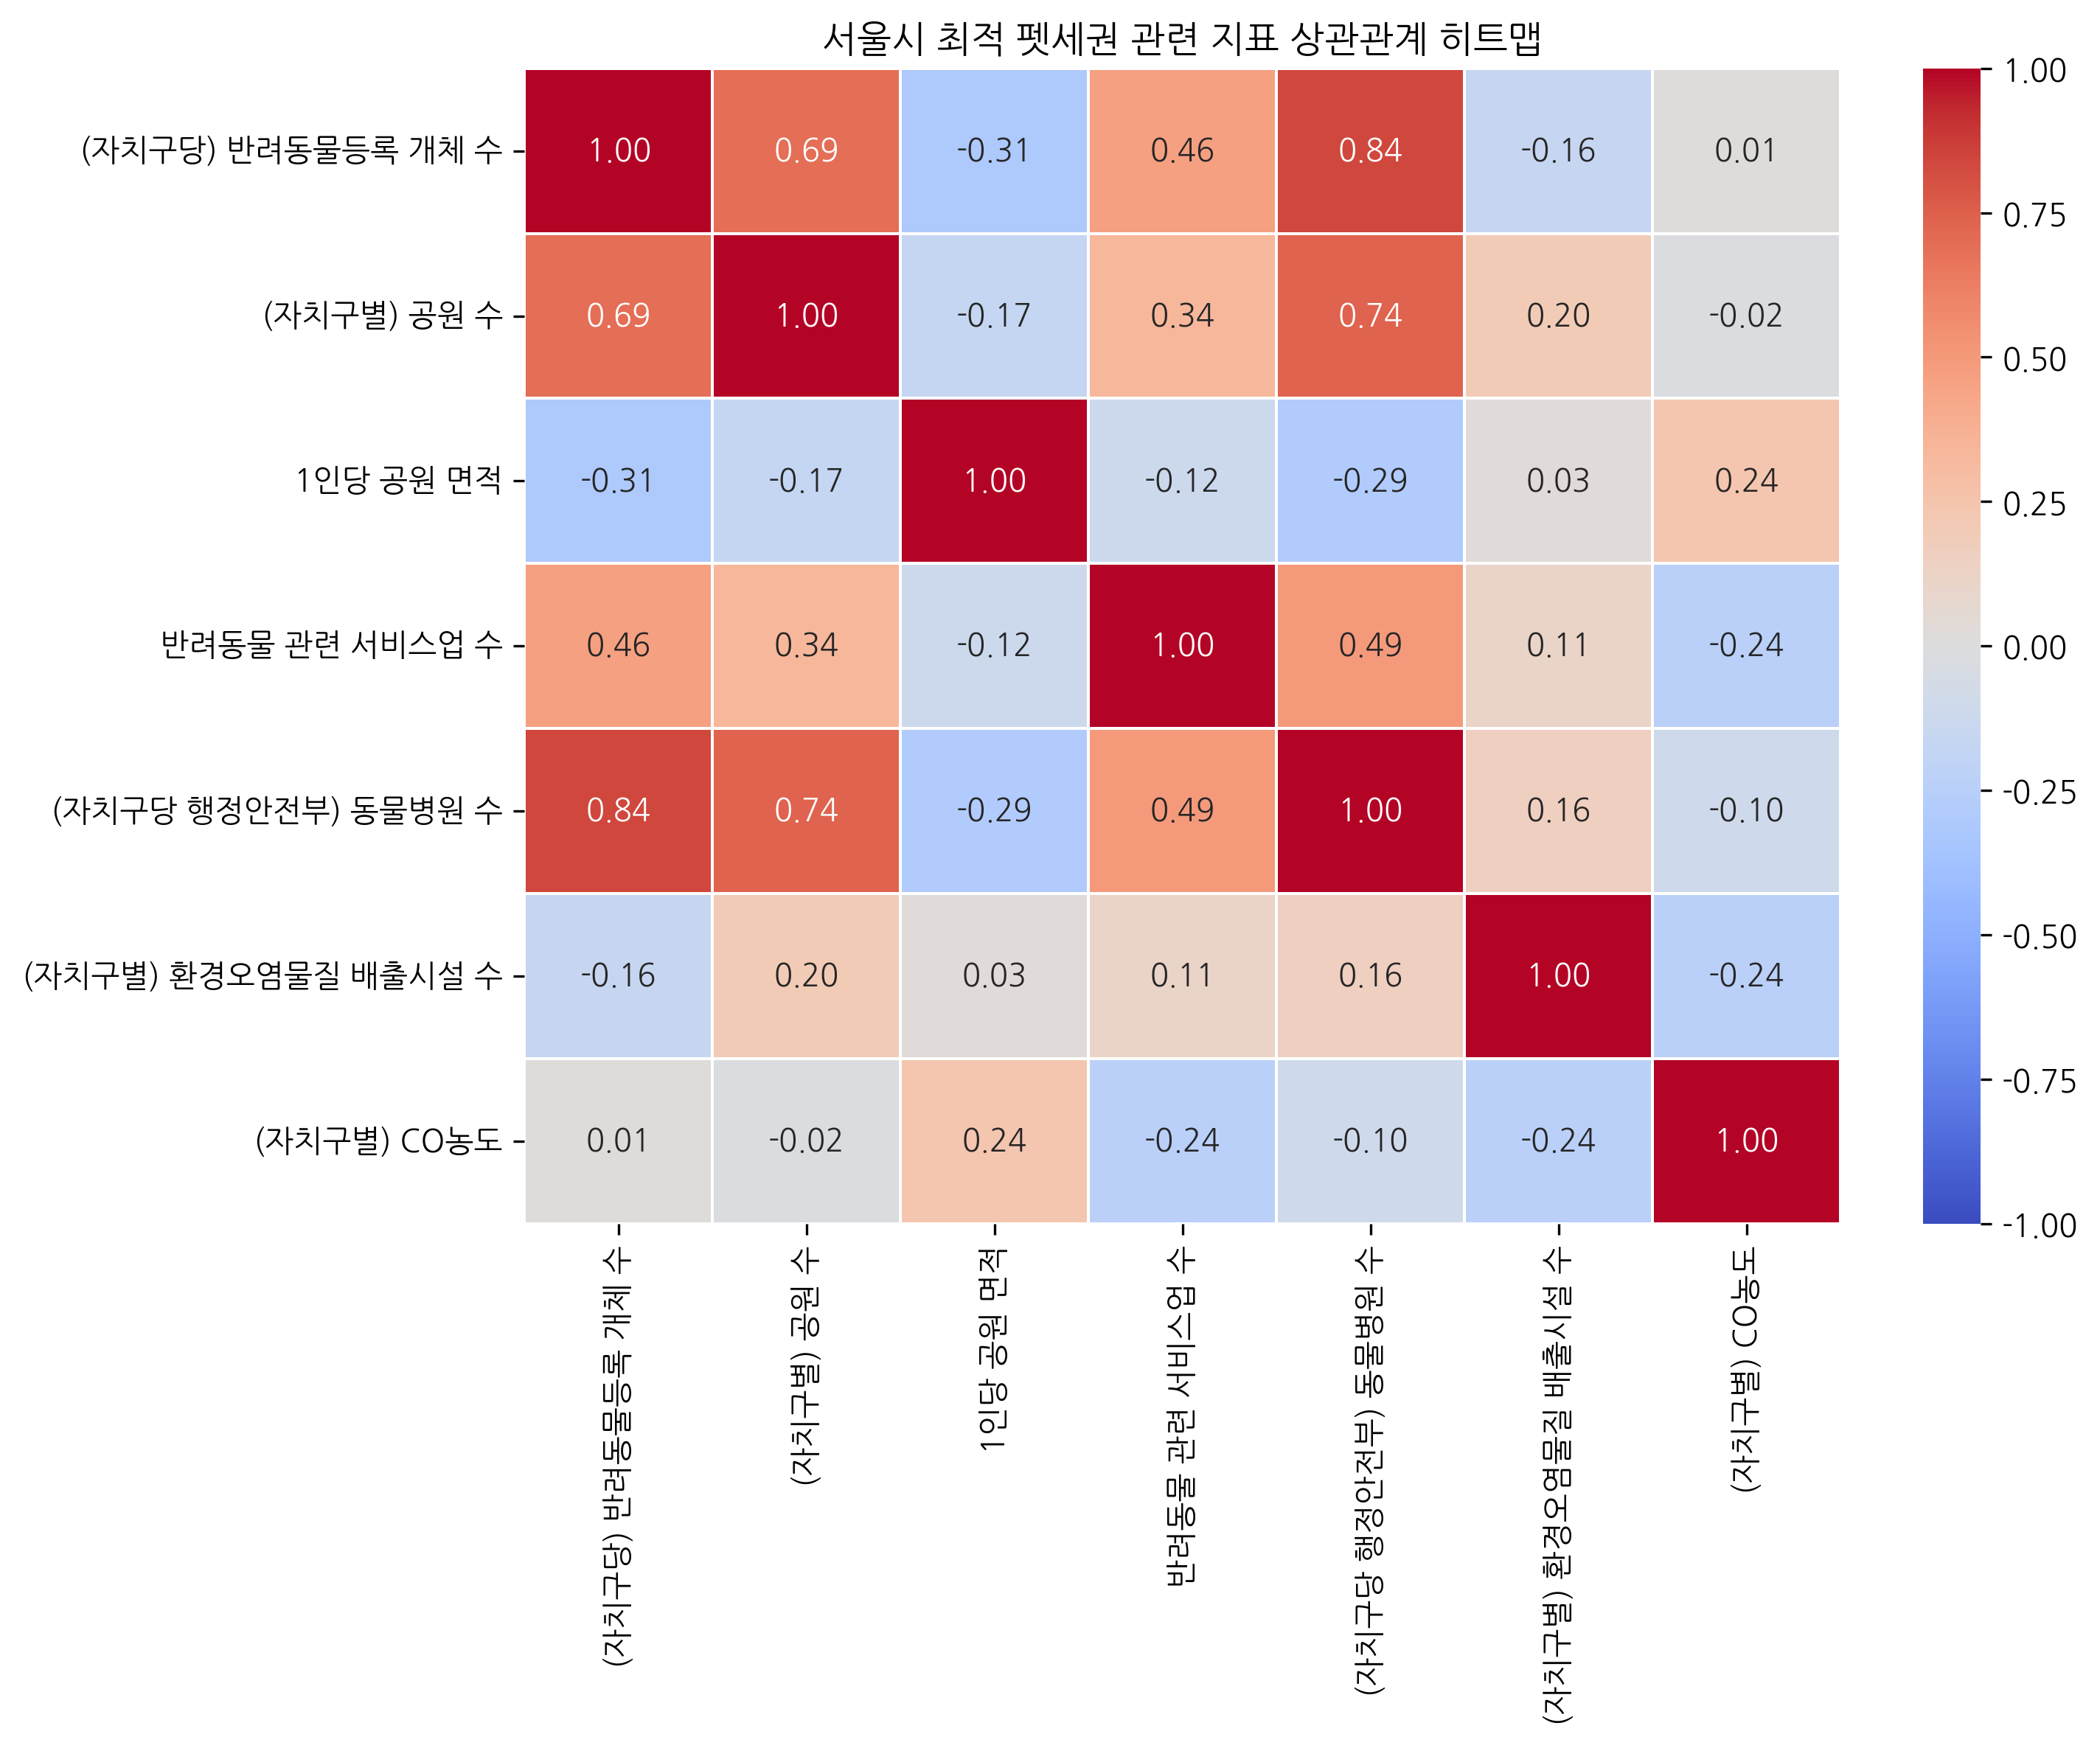 서울시 최적 펫세권 관련 지표 상관관계 히트맵
(자치구당) 반려동물등록 개체 수 1.00 0.69 -0.31 0.46 0.84 -0.16 0.01
(자치구별) 공원 수 0.69 1.00 -0.17 0.34 0.74 0.20 -0.02
1인당 공원 면적 -0.31 -0.17 1.00 -0.12 -0.29 0.03 0.24
반려동물 관련 서비스업 수 0.46 0.34 -0.12 1.00 0.49 0.11 -0.24
(자치구당 행정안전부) 동물병원 수 0.84 0.74 -0.29 0.49 1.00 0.16 -0.10
(자치구별) 환경오염물질 배출시설 수 -0.16 0.20 0.03 0.11 0.16 1.00 -0.24
(자치구별) CO농도 0.01 -0.02 0.24 -0.24 -0.10 -0.24 1.00
(자치구당) 반려동물등록 개체 수
(자치구별) 공원 수
1인당 공원 면적
반려동물 관련 서비스업 수
(자치구당 행정안전부) 동물병원 수
(자치구별) 환경오염물질 배출시설 수
(자치구별) CO농도
1.00
0.75
0.50
0.25
0.00
-0.25
-0.50
-0.75
-1.00